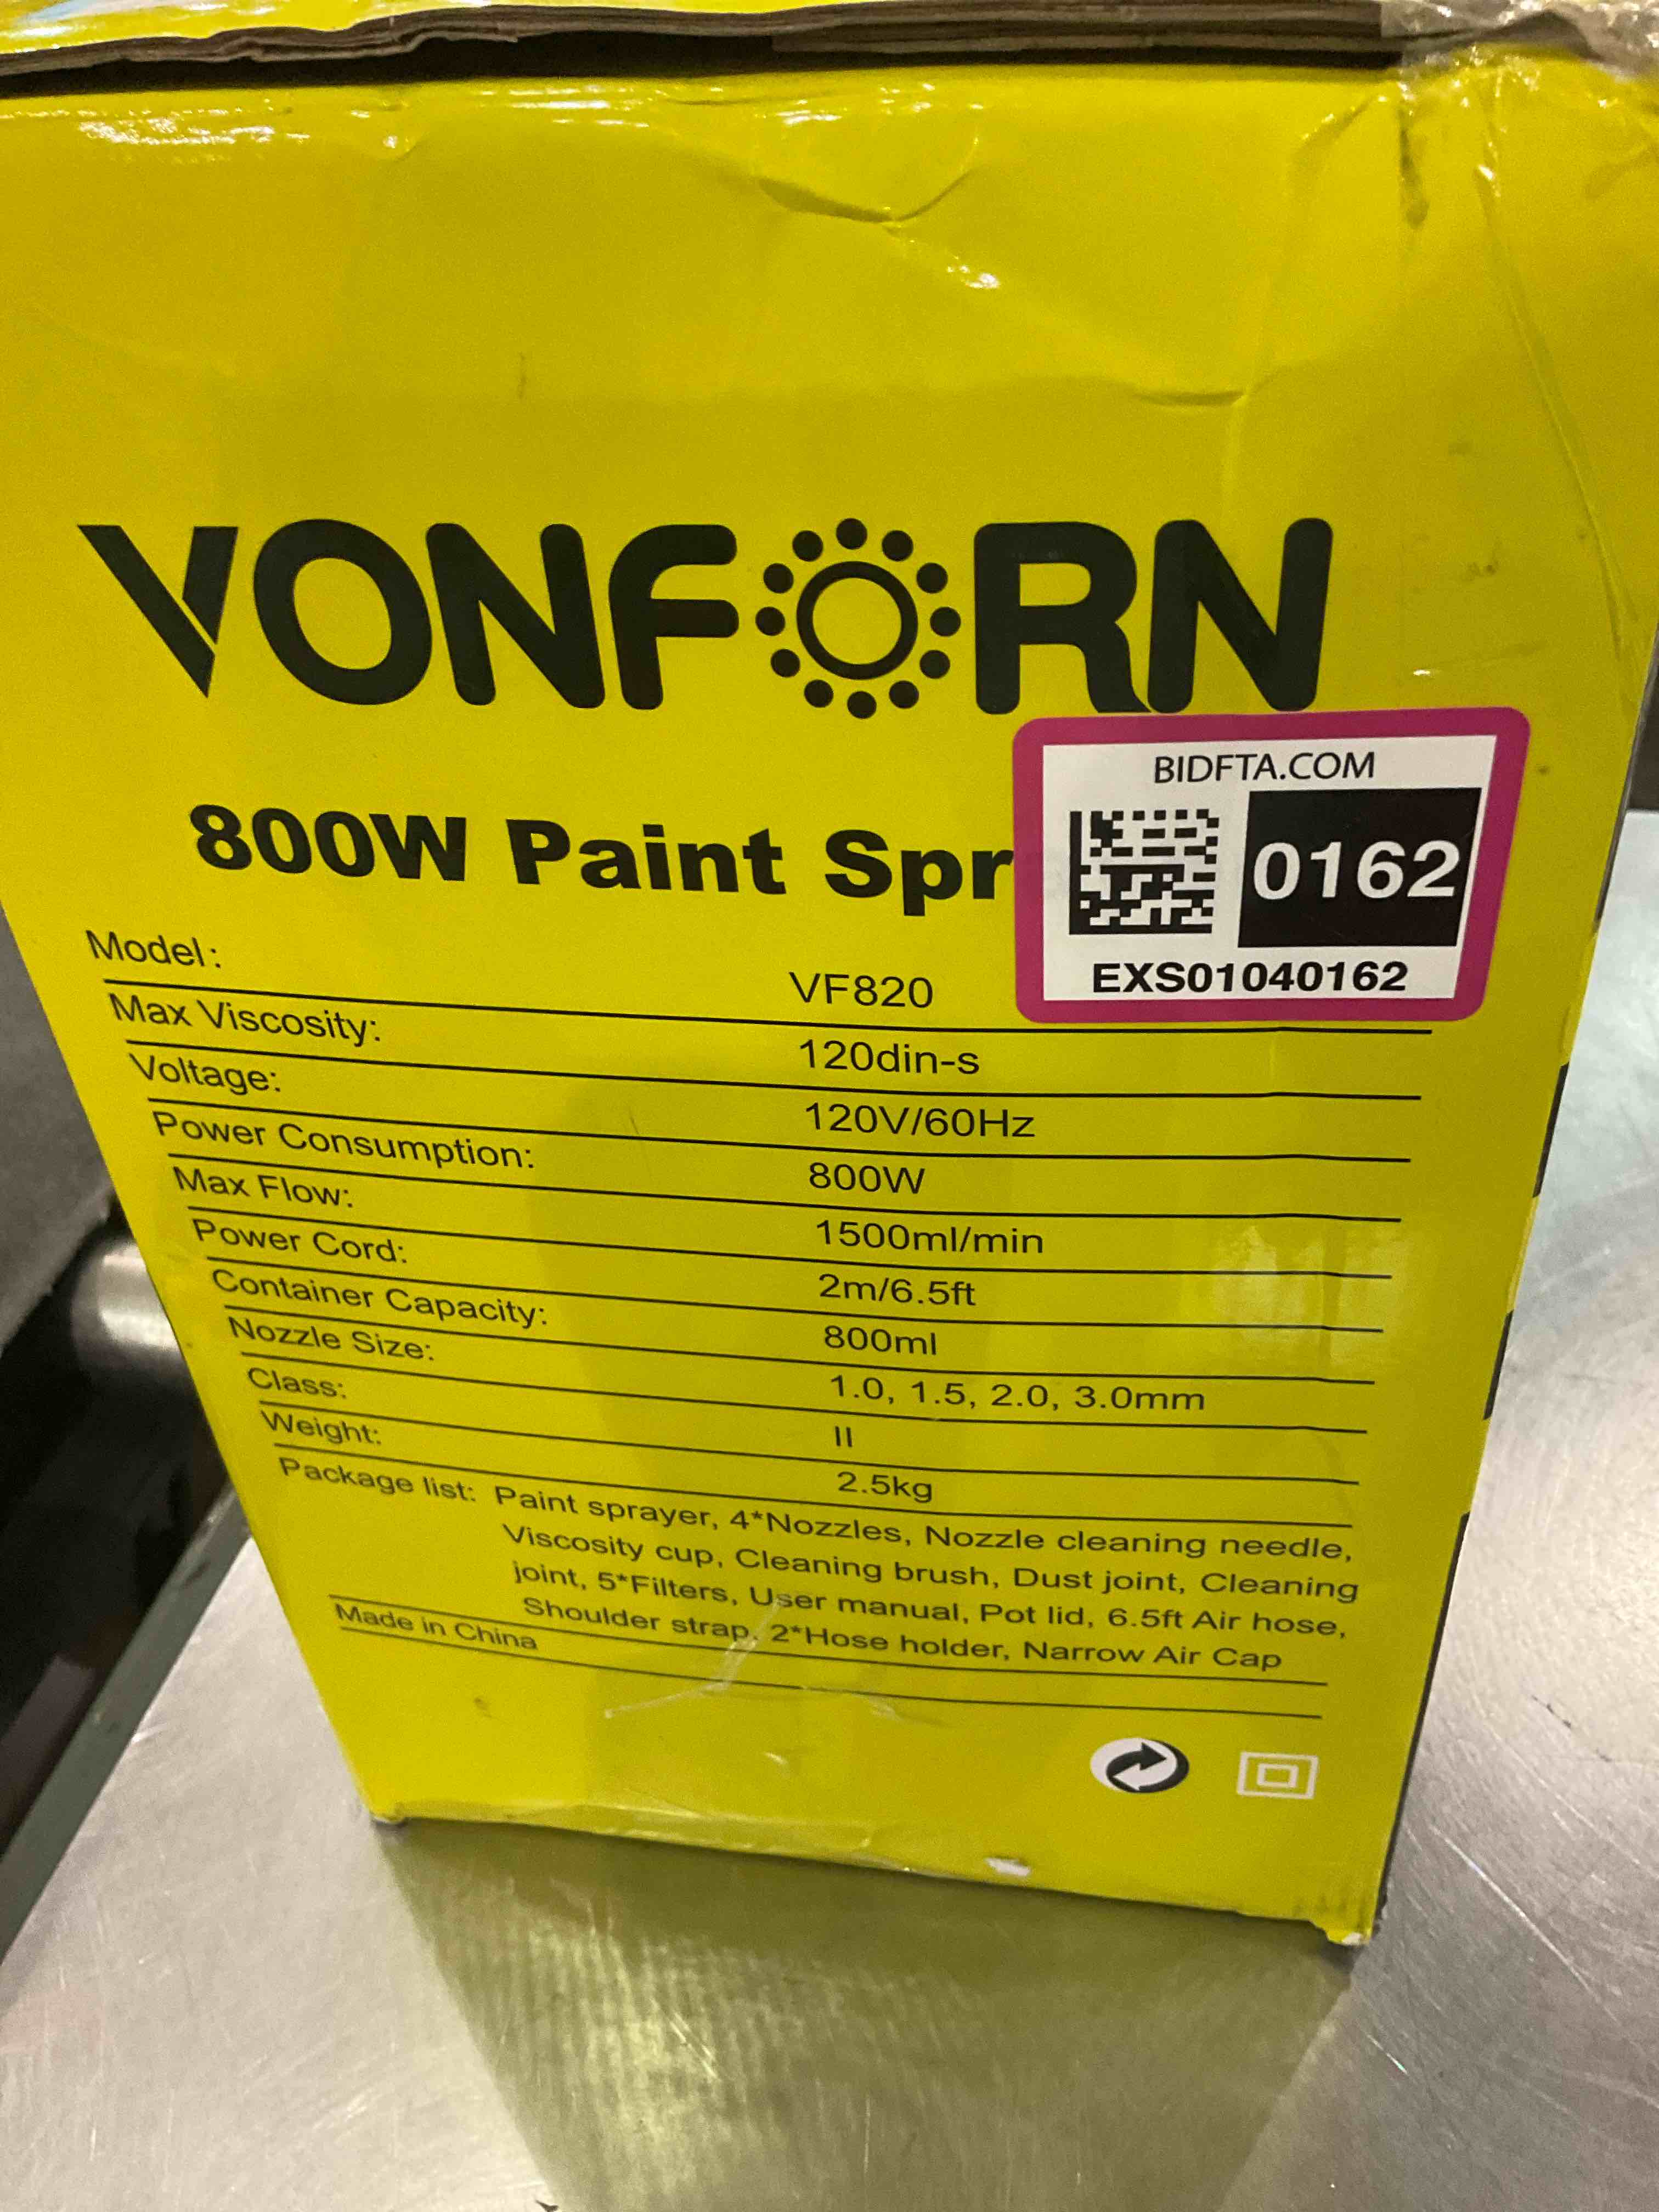 VONFORN
800W Paint Spr
BIDFTA.COM
0162
EXS01040162
Model: VF820
Max Viscosity: 120din-s
Voltage: 120V/60Hz
Power Consumption: 800W
Max Flow: 1500ml/min
Power Cord: 2m/6.5ft
Container Capacity: 800ml
Nozzle Size: 1.0, 1.5, 2.0, 3.0mm
Class: II
Weight: 2.5kg
Package list: Paint sprayer, 4*Nozzles, Nozzle cleaning needle,
Viscosity cup, Cleaning brush, Dust joint, Cleaning
joint, 5*Filters, User manual, Pot lid, 6.5ft Air hose,
Shoulder strap, 2*Hose holder, Narrow Air Cap
Made in China